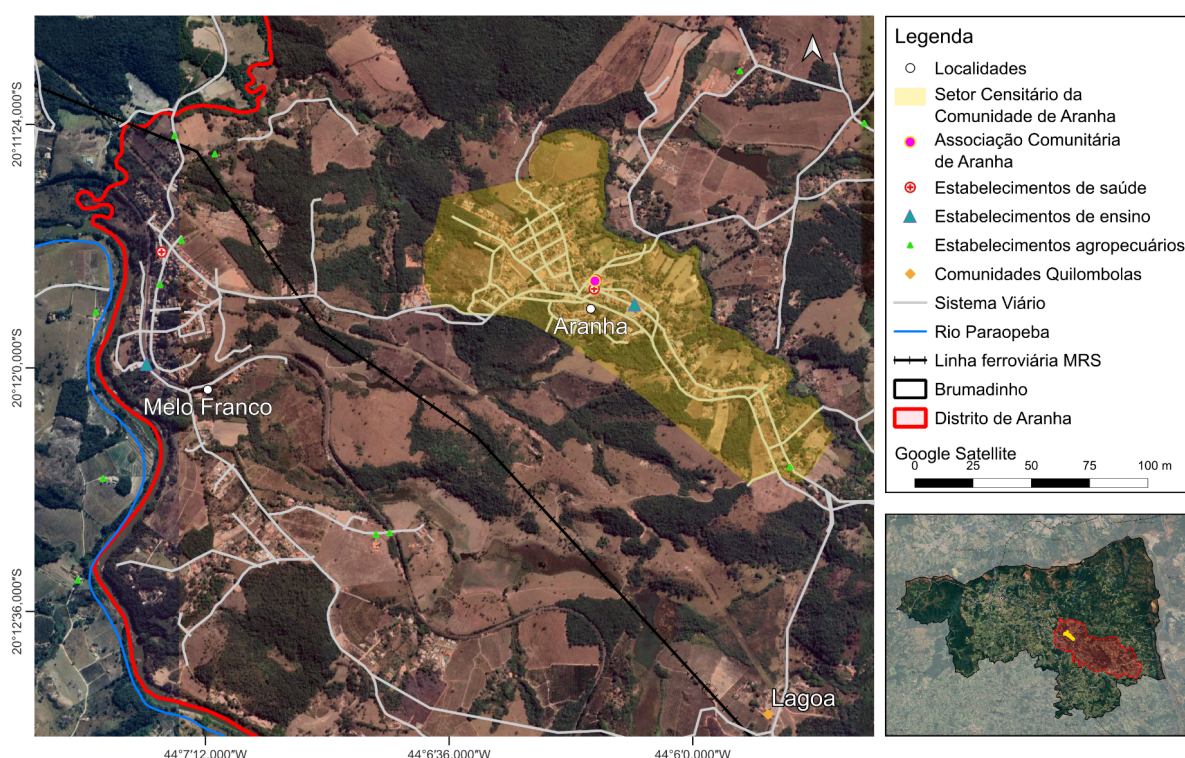 Legenda
Localidades
Setor Censitário da
Comunidade de Aranha
Associação Comunitária
de Aranha
Estabelecimentos de saúde
Estabelecimentos de ensino
Estabelecimentos agropecuários
Comunidades Quilombolas
Sistema Viário
Rio Paraopeba
Linha ferroviária MRS
Brumadinho
Distrito de Aranha
Google Satellite
0 25 50 75 100 m
20°11'24,000"S
20°12'0,000"S
20°12'36,000"S
Aranha
Melo Franco
Lagoa
44°7'12,000"W 44°6'36,000"W 44°6'0,000"W